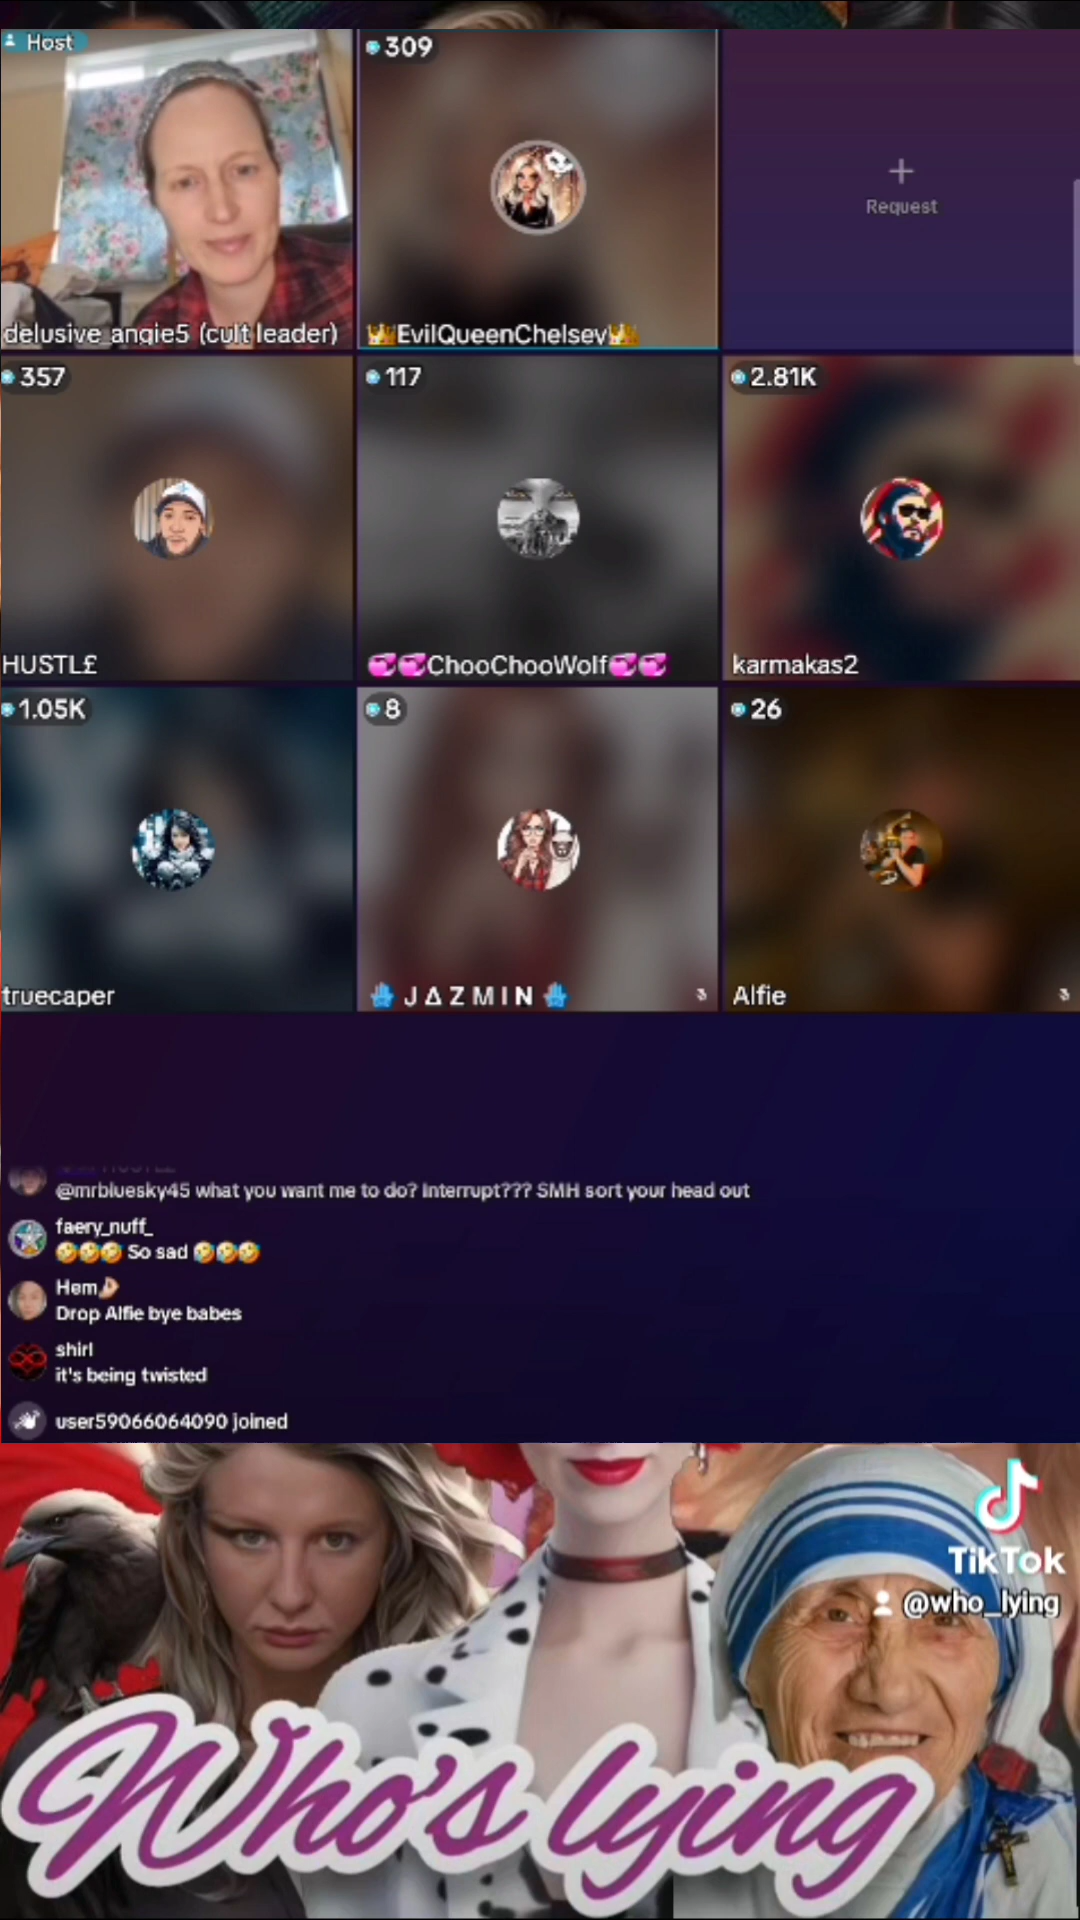 Host
309
Request
delusive_angie5 (cult leader)
👑EvilQueenChelsey👑
357
117
2.81K
HUSTL£
💞💞ChooChooWolf💞💞
karmakas2
1.05K
8
26
truecaper
🪬 J Δ Z M I N 🪬
Alfie
@mrbluesky45 what you want me to do? Interrupt??? SMH sort your head out
faery_nuff_
🤣🤣🤣 So sad 🤣🤣🤣
Hem🤌🏻
Drop Alfie bye babes
shirl
it's being twisted
user59066064090 joined
TikTok
@who_lying
Who's lying